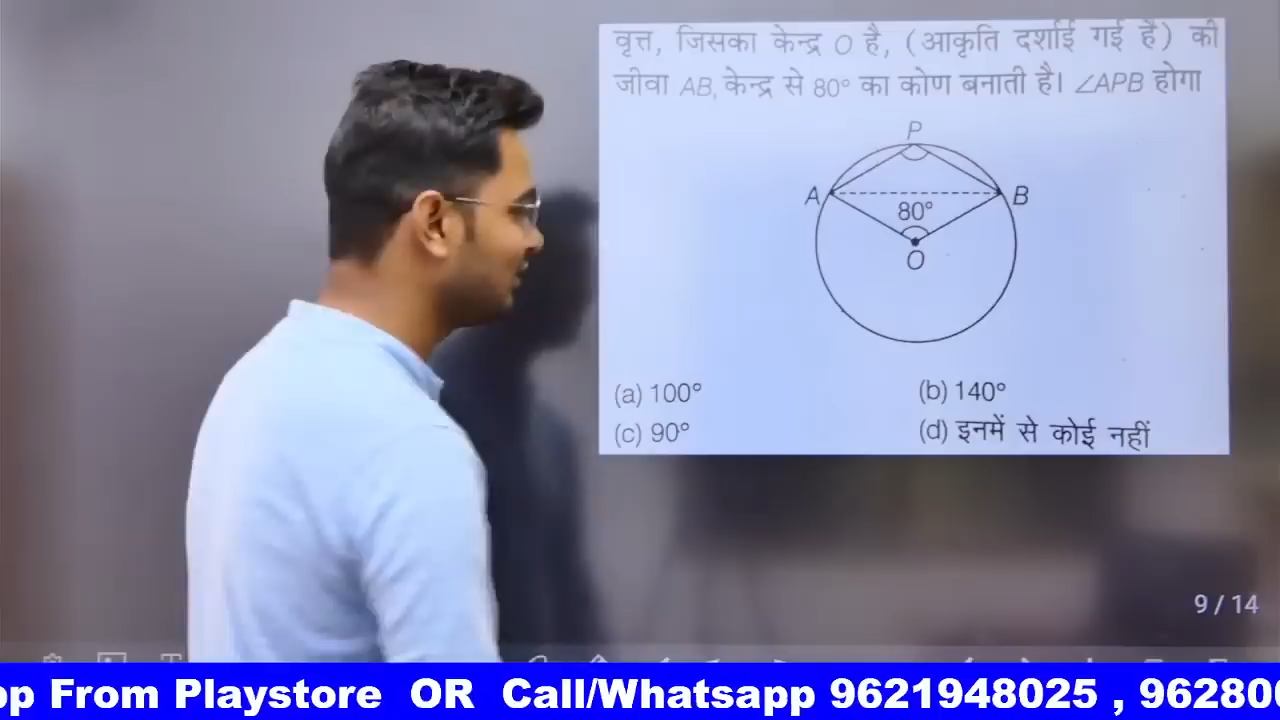 वृत्त, जिसका केन्द्र O है, (आकृति दर्शाई गई है) की
जीवा AB, केन्द्र से 80° का कोण बनाती है। ∠APB होगा
P
A
B
80°
O
(a) 100°
(b) 140°
(c) 90°
(d) इनमें से कोई नहीं
9 / 14
From Playstore OR Call/Whatsapp 9621948025 ,